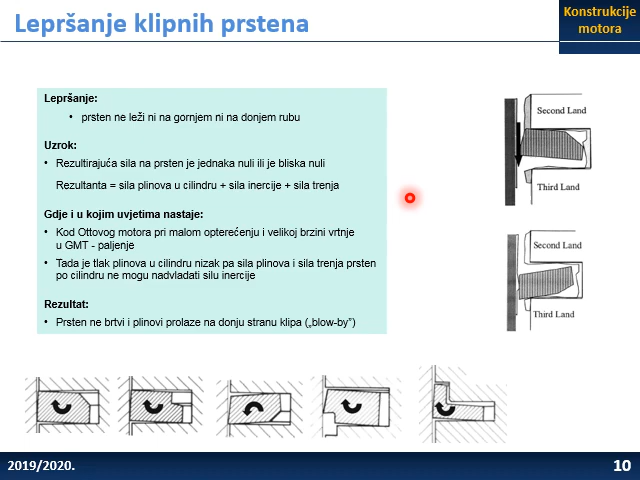 Lepršanje klipnih prstena
Konstrukcije
motora
Lepršanje:
• prsten ne leži ni na gornjem ni na donjem rubu
Uzrok:
• Rezultirajuća sila na prsten je jednaka nuli ili je bliska nuli
Rezultanta = sila plinova u cilindru + sila inercije + sila trenja
Gdje i u kojim uvjetima nastaje:
• Kod Ottovog motora pri malom opterećenju i velikoj brzini vrtnje
u GMT - paljenje
• Tada je tlak plinova u cilindru nizak pa sila plinova i sila trenja prsten
po cilindru ne mogu nadvladati silu inercije
Rezultat:
• Prsten ne brtvi i plinovi prolaze na donju stranu klipa („blow-by”)
Second Land
Third Land
Second Land
Third Land
2019/2020.
10